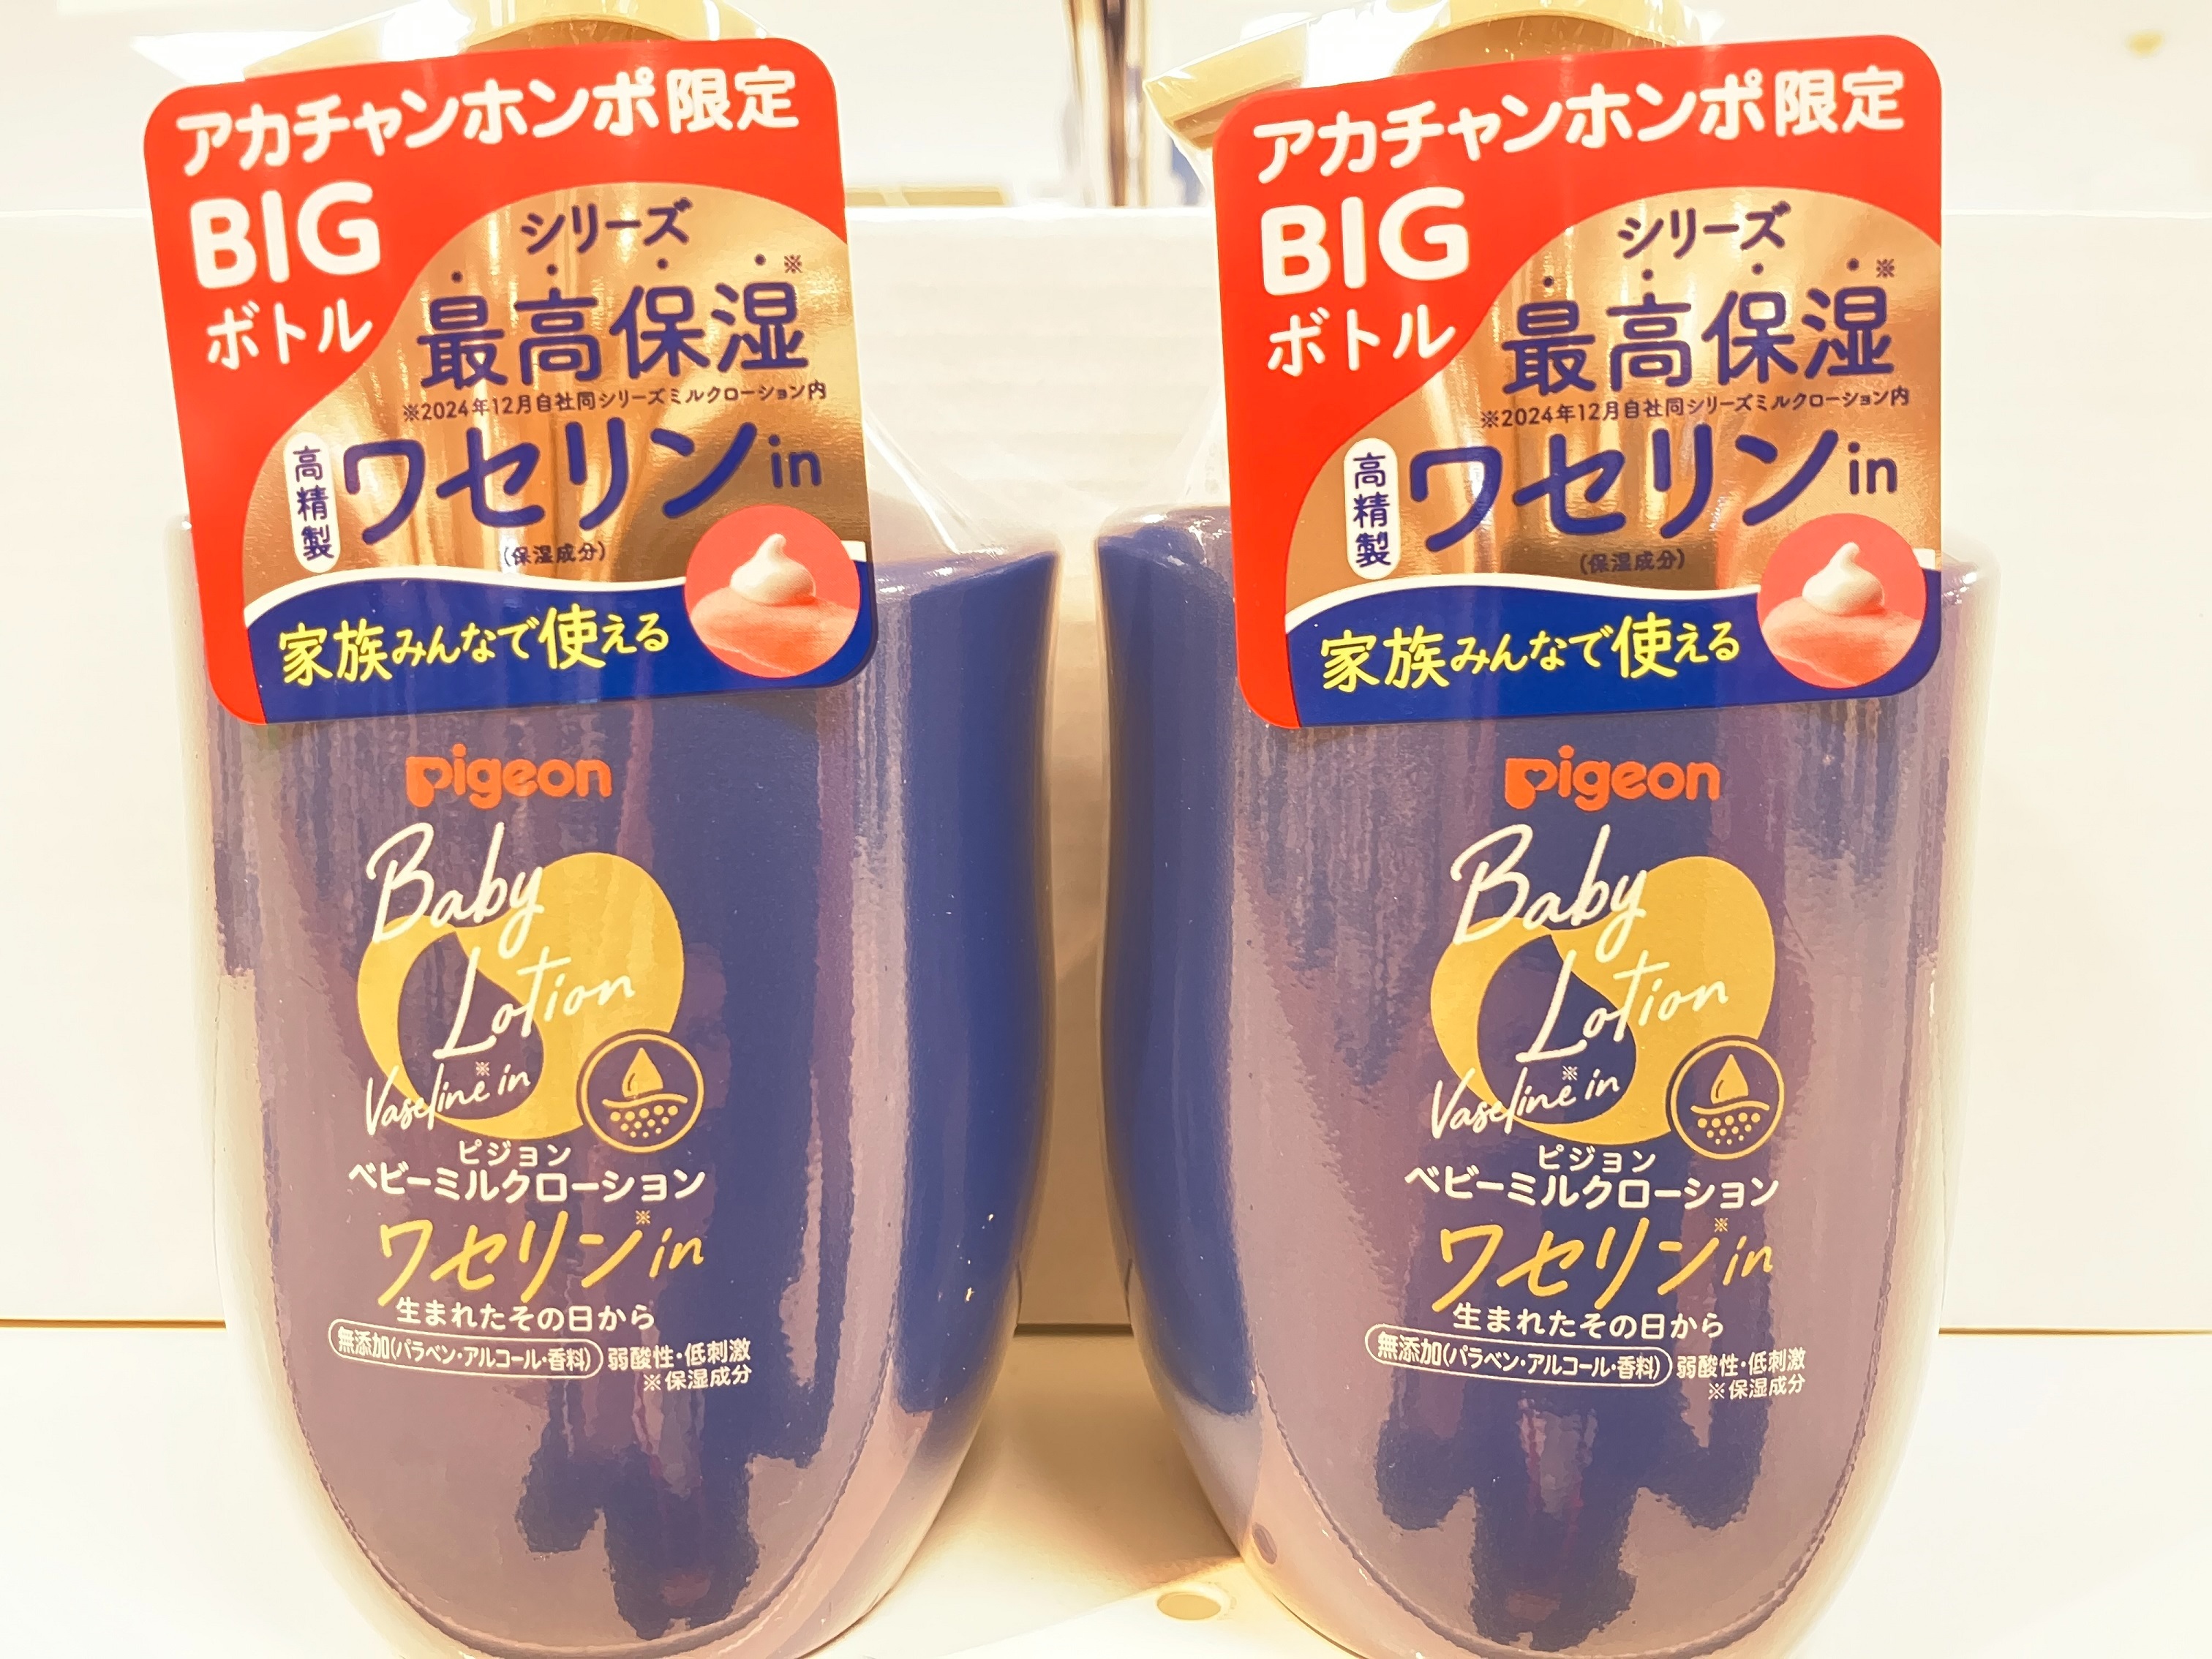 アカチャンホンポ限定
BIG
ボトル
シリーズ
最高保湿※
※2024年12月自社同シリーズミルクローション内
高精製
ワセリンin
(保湿成分)
家族みんなで使える
pigeon
Baby
Lotion
Vaseline※ in
ピジョン
ベビーミルクローション
ワセリン※in
生まれたその日から
無添加(パラベン・アルコール・香料) 弱酸性・低刺激
※保湿成分
アカチャンホンポ限定
BIG
ボトル
シリーズ
最高保湿※
※2024年12月自社同シリーズミルクローション内
高精製
ワセリンin
(保湿成分)
家族みんなで使える
pigeon
Baby
Lotion
Vaseline※ in
ピジョン
ベビーミルクローション
ワセリン※in
生まれたその日から
無添加(パラベン・アルコール・香料) 弱酸性・低刺激
※保湿成分